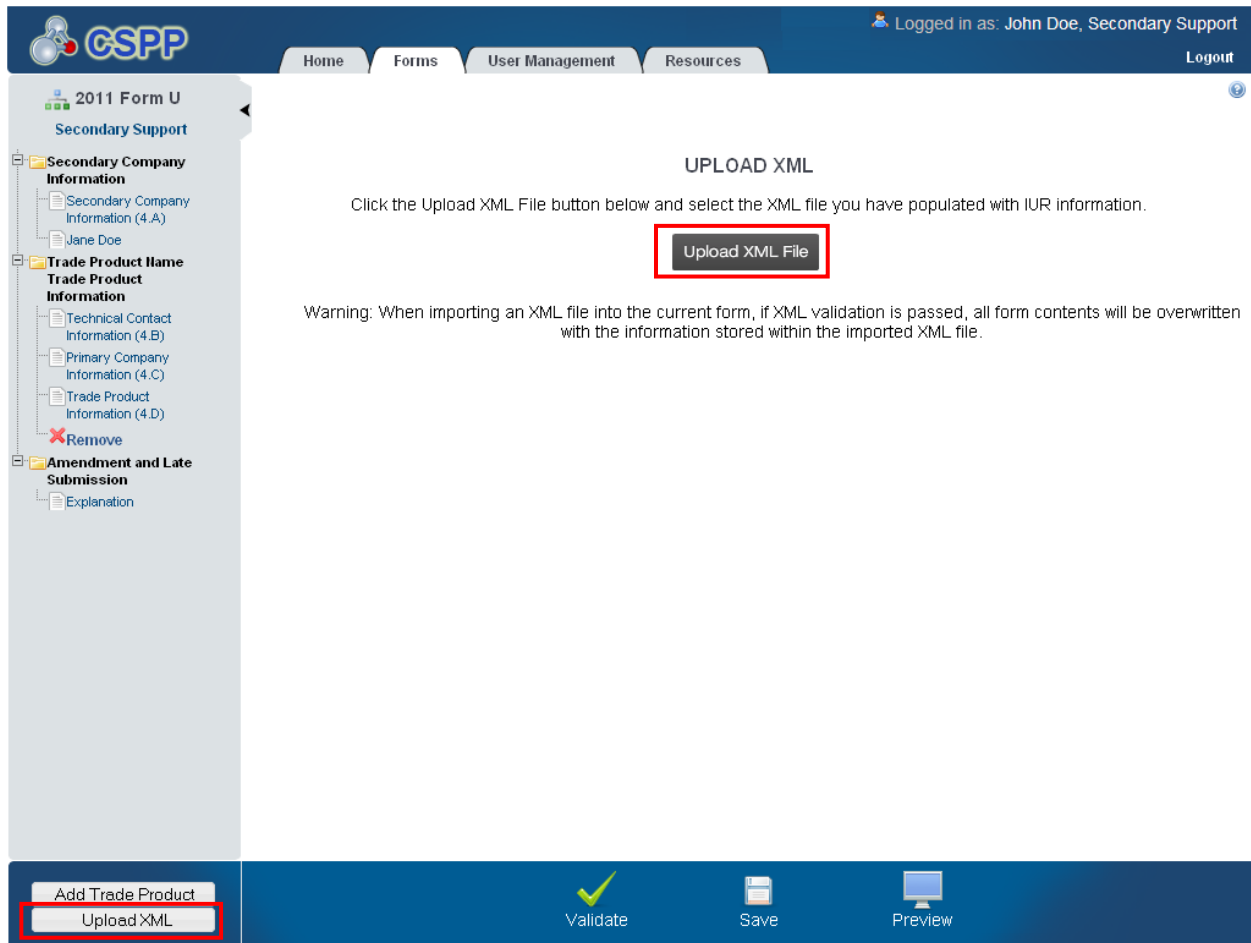 CSPP
Logged in as: John Doe, Secondary Support
Home
Forms
User Management
Resources
Logout
2011 Form U
Secondary Support
Secondary Company
Information
Secondary Company
Information (4.A)
Jane Doe
Trade Product Name
Trade Product
Information
Technical Contact
Information (4.B)
Primary Company
Information (4.C)
Trade Product
Information (4.D)
Remove
Amendment and Late
Submission
Explanation
UPLOAD XML
Click the Upload XML File button below and select the XML file you have populated with IUR information.
Upload XML File
Warning: When importing an XML file into the current form, if XML validation is passed, all form contents will be overwritten
with the information stored within the imported XML file.
Add Trade Product
Upload XML
Validate
Save
Preview